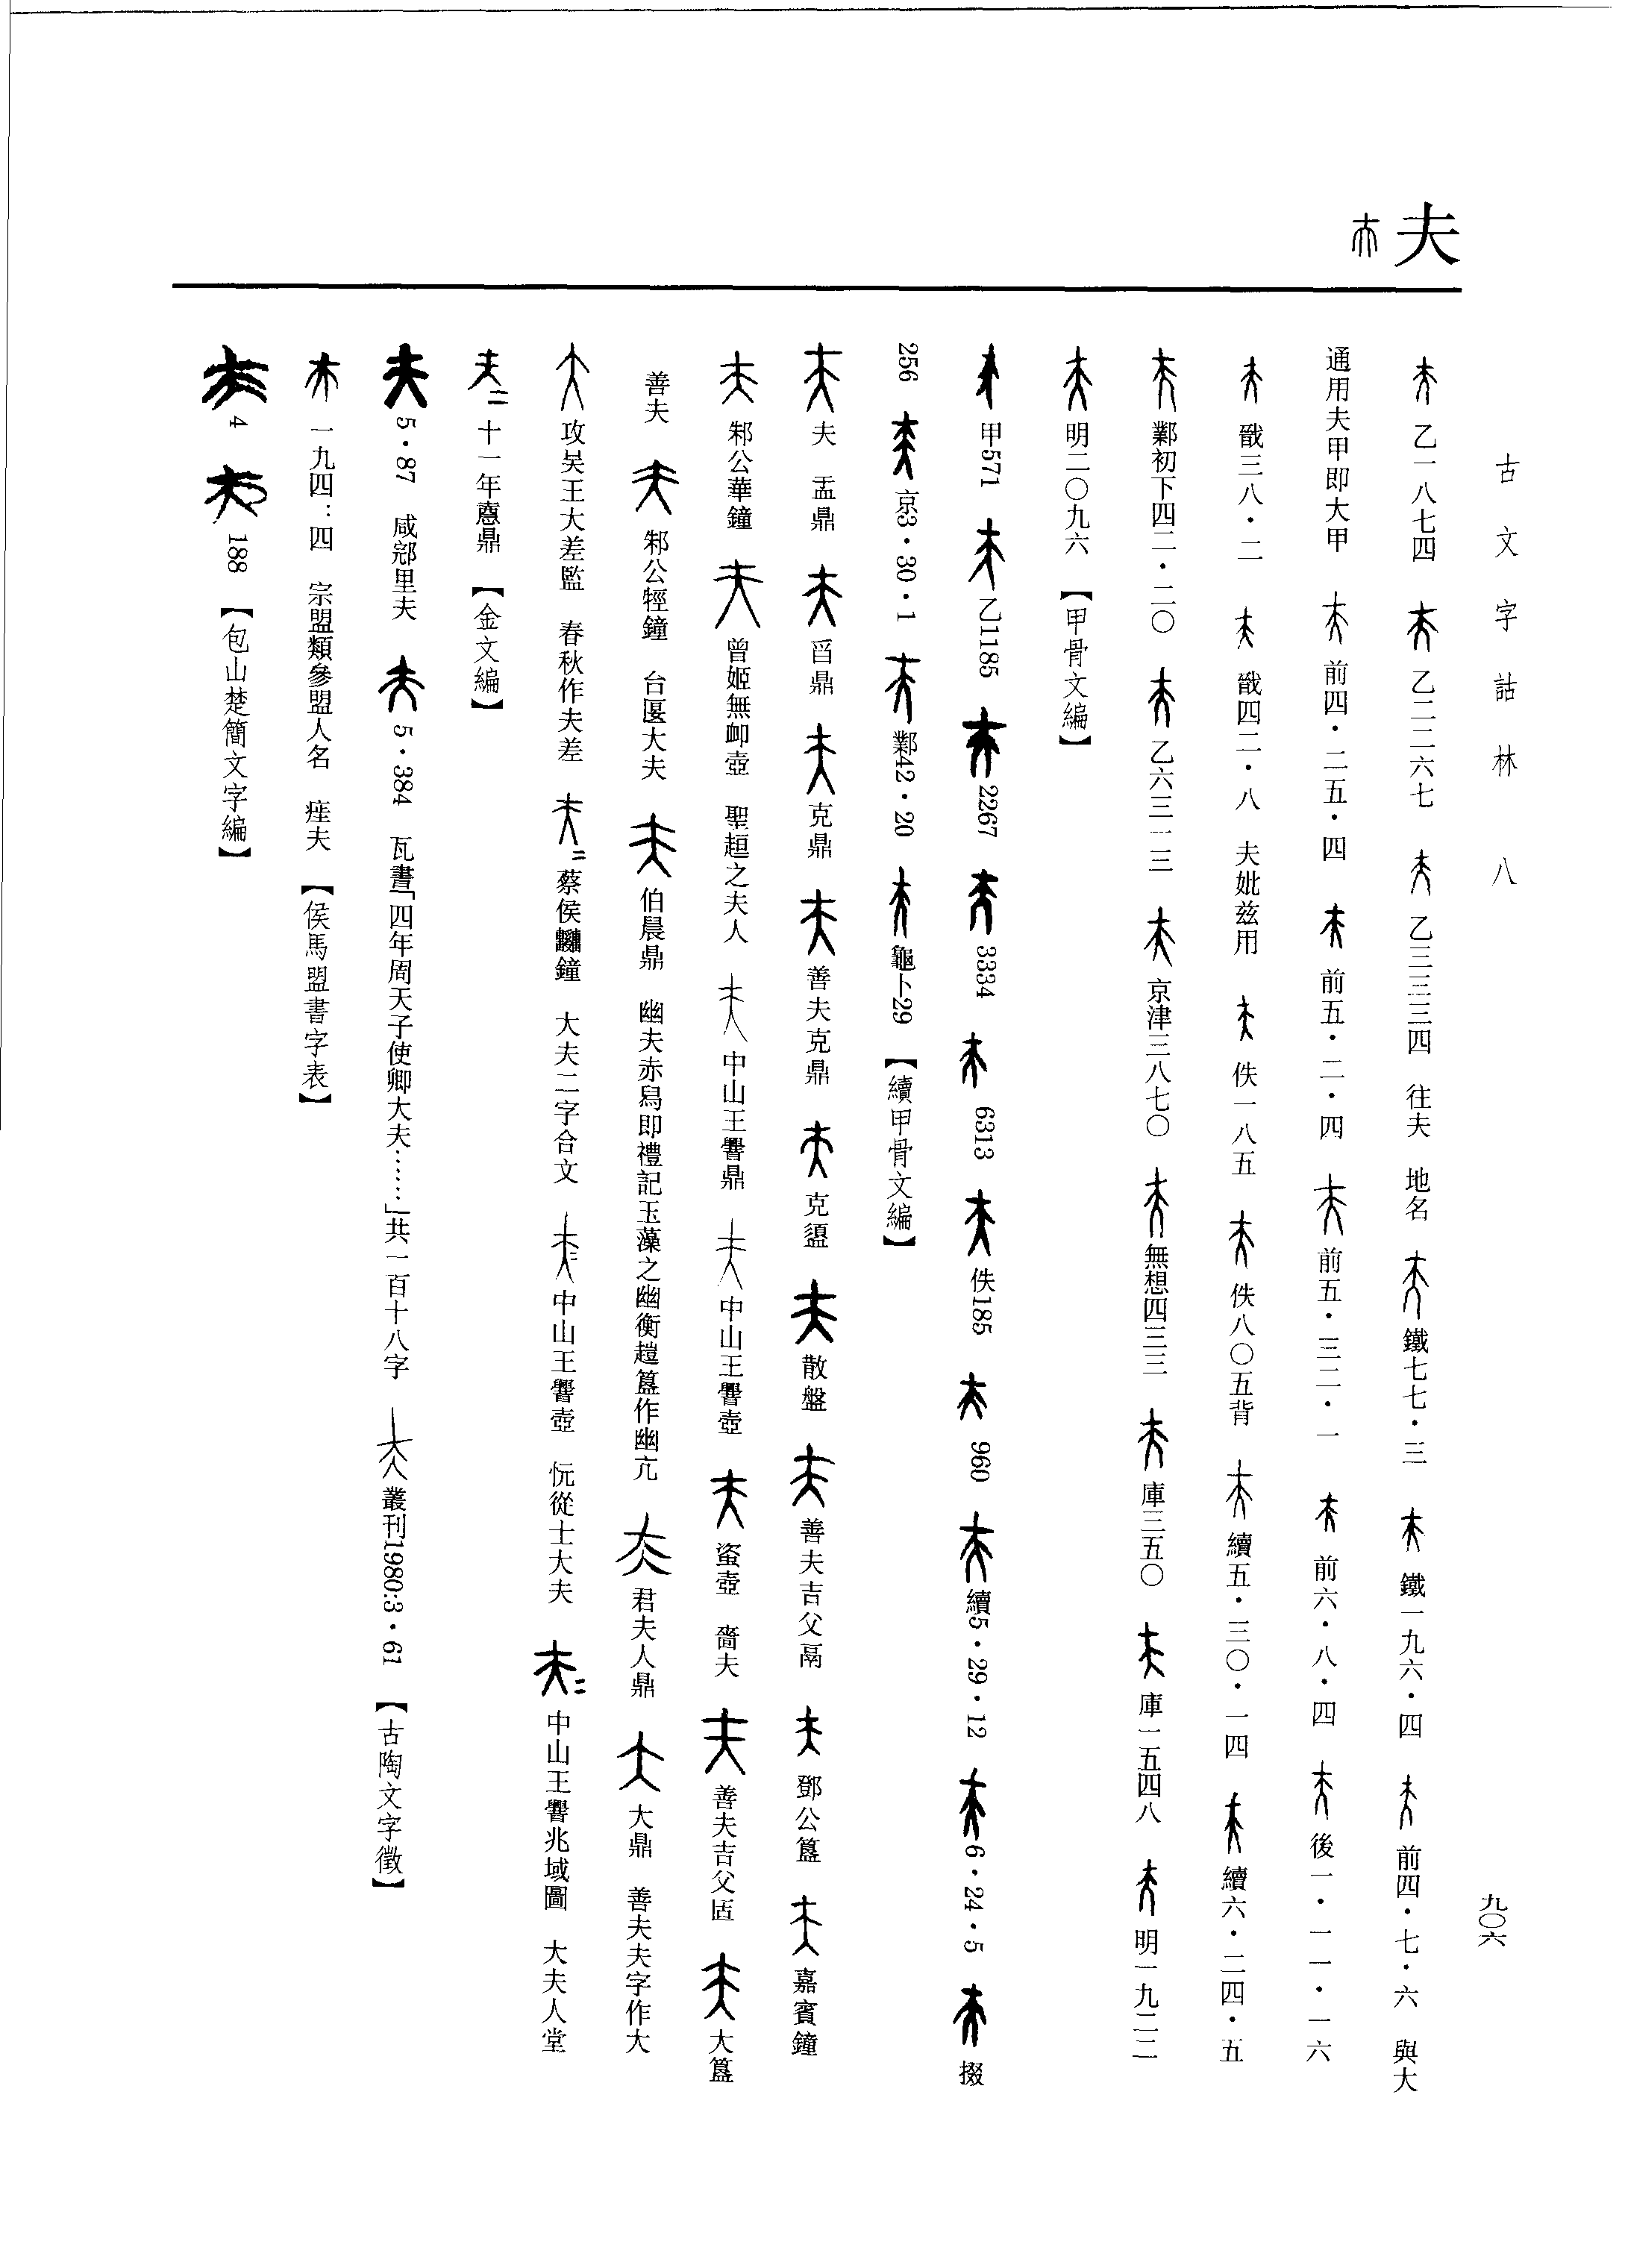 古文字詁林　八
九〇六
夫
乙一八七四　乙二二六七　乙三三三四　往夫　地名　鐵七七・三　鐵一九六・四　前四・七・六　與大
通用夫甲即大甲　前四・二五・四　前五・二・四　前五・三二・一　前六・八・四　後一・一一・一六
戩三八・二　戩四二・八　夫妣兹用　佚一八五　佚八〇五背　續五・三〇・一四　續六・二四・五
鄴初下四二・二〇　乙六三一三　京津三八七〇　無想四三三　庫三五〇　庫一五四八　明一九二二
明二〇九六　【甲骨文編】
甲571　乙1185　2267　3334　6313　佚185　960　續5・29・12　6・24・5　掇
256　京3・30・1　鄴42・20　龜卜29　【續甲骨文編】
夫　盂鼎　舀鼎　克鼎　善夫克鼎　克盨　散盤　善夫吉父鬲　鄧公簋　嘉賓鐘
邾公華鐘　曾姬無卹壺　聖趄之夫人　中山王嚳鼎　中山王嚳壺　盗壺　嗇夫　善夫吉父匜　大簋
善夫　邾公牼鐘　台匽大夫　伯晨鼎　幽夫赤舄即禮記玉藻之幽衡趞簋作幽亢　君夫人鼎　大鼎　善夫夫字作大
攻吴王大差監　春秋作夫差　蔡侯鐘　大夫二字合文　中山王嚳壺　忨從士大夫　中山王嚳兆域圖　大夫人堂
十一年鼎　【金文編】
5・87　咸里夫　5・384　瓦書「四年周天子使卿大夫……」共一百十八字　叢刊1980:3・61　【古陶文字徵】
一九四：四　宗盟類參盟人名　痽夫　【侯馬盟書字表】
4　188　【包山楚簡文字編】